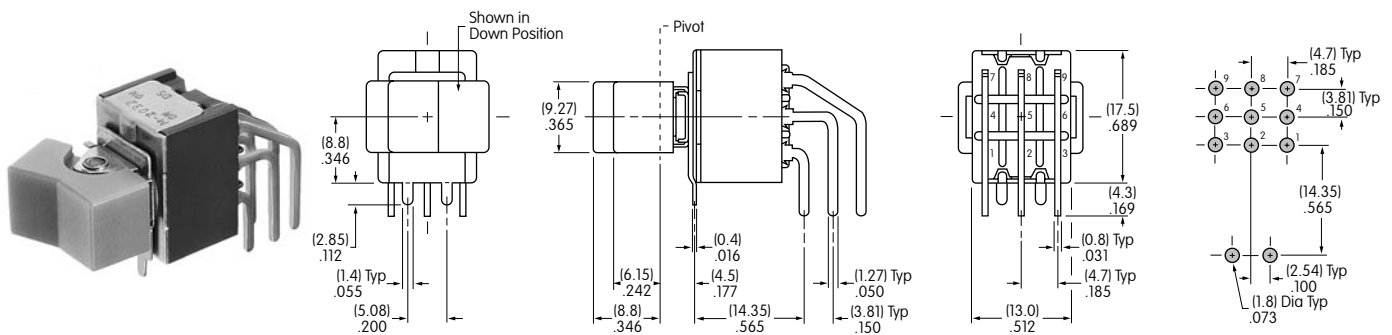 Shown in
Down Position
(8.8)
.346
(2.85)
.112
(1.4) Typ
.055
(5.08)
.200
Pivot
(9.27)
.365
(0.4)
.016
(6.15)
.242
(4.5)
.177
(8.8)
.346
(14.35)
.565
(1.27) Typ
.050
(3.81) Typ
.150
7 8 9
4 5 6
1 2 3
(17.5)
.689
(4.3)
.169
(0.8) Typ
.031
(4.7) Typ
.185
(13.0)
.512
(4.7) Typ
.185
9 8 7
(3.81) Typ
.150
6 5 4
3 2 1
(14.35)
.565
(2.54) Typ
.100
(1.8) Dia Typ
.073